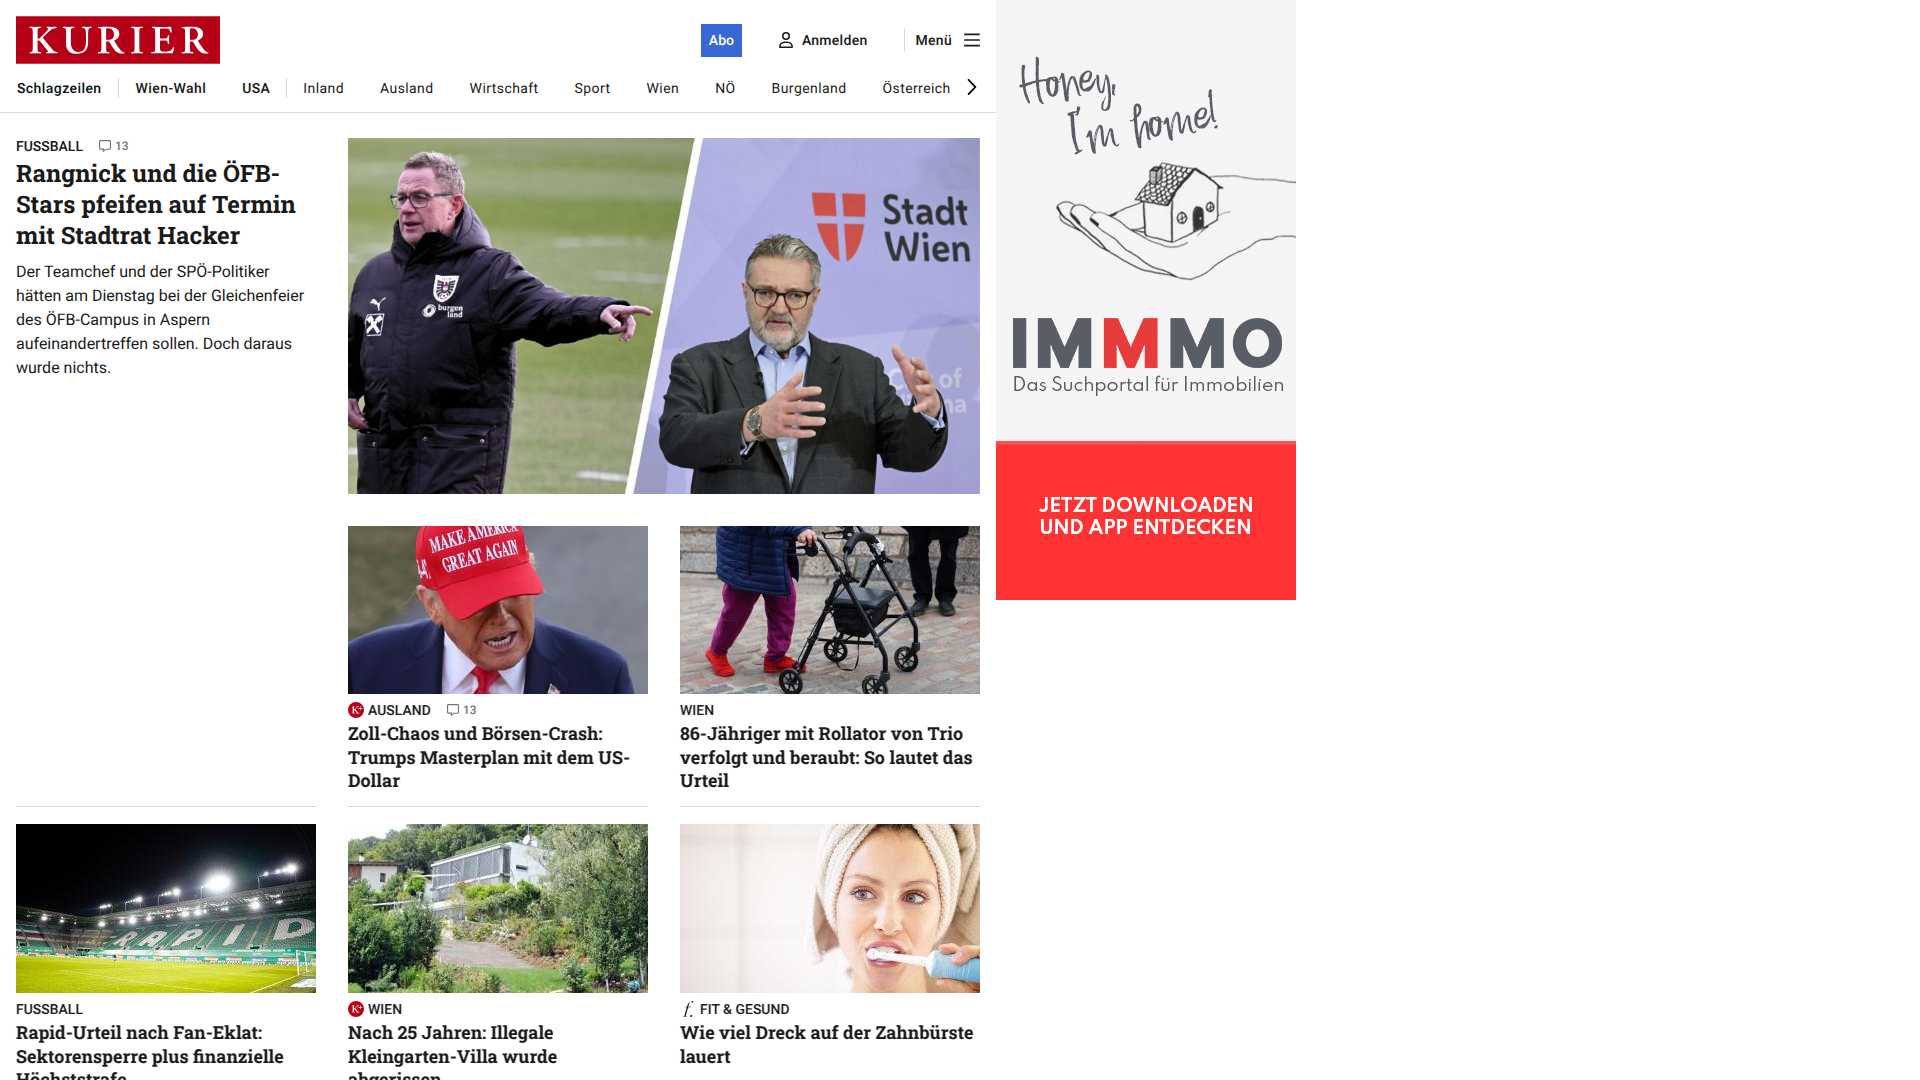 KURIER
Abo
Anmelden
Menü
Schlagzeilen
Wien-Wahl
USA
Inland
Ausland
Wirtschaft
Sport
Wien
NÖ
Burgenland
Österreich
FUSSBALL 13
Rangnick und die ÖFB-
Stars pfeifen auf Termin
mit Stadtrat Hacker
Der Teamchef und der SPÖ-Politiker
hätten am Dienstag bei der Gleichenfeier
des ÖFB-Campus in Aspern
aufeinandertreffen sollen. Doch daraus
wurde nichts.
burgen
land
Stadt
Wien
MAKE AMERICA
GREAT AGAIN
K+ AUSLAND 13
Zoll-Chaos und Börsen-Crash:
Trumps Masterplan mit dem US-
Dollar
WIEN
86-Jähriger mit Rollator von Trio
verfolgt und beraubt: So lautet das
Urteil
RAPID
FUSSBALL
Rapid-Urteil nach Fan-Eklat:
Sektorensperre plus finanzielle
Höchststrafe
K+ WIEN
Nach 25 Jahren: Illegale
Kleingarten-Villa wurde
abgerissen
f. FIT & GESUND
Wie viel Dreck auf der Zahnbürste
lauert
Honey,
I'm home!
IMMMO
Das Suchportal für Immobilien
JETZT DOWNLOADEN
UND APP ENTDECKEN